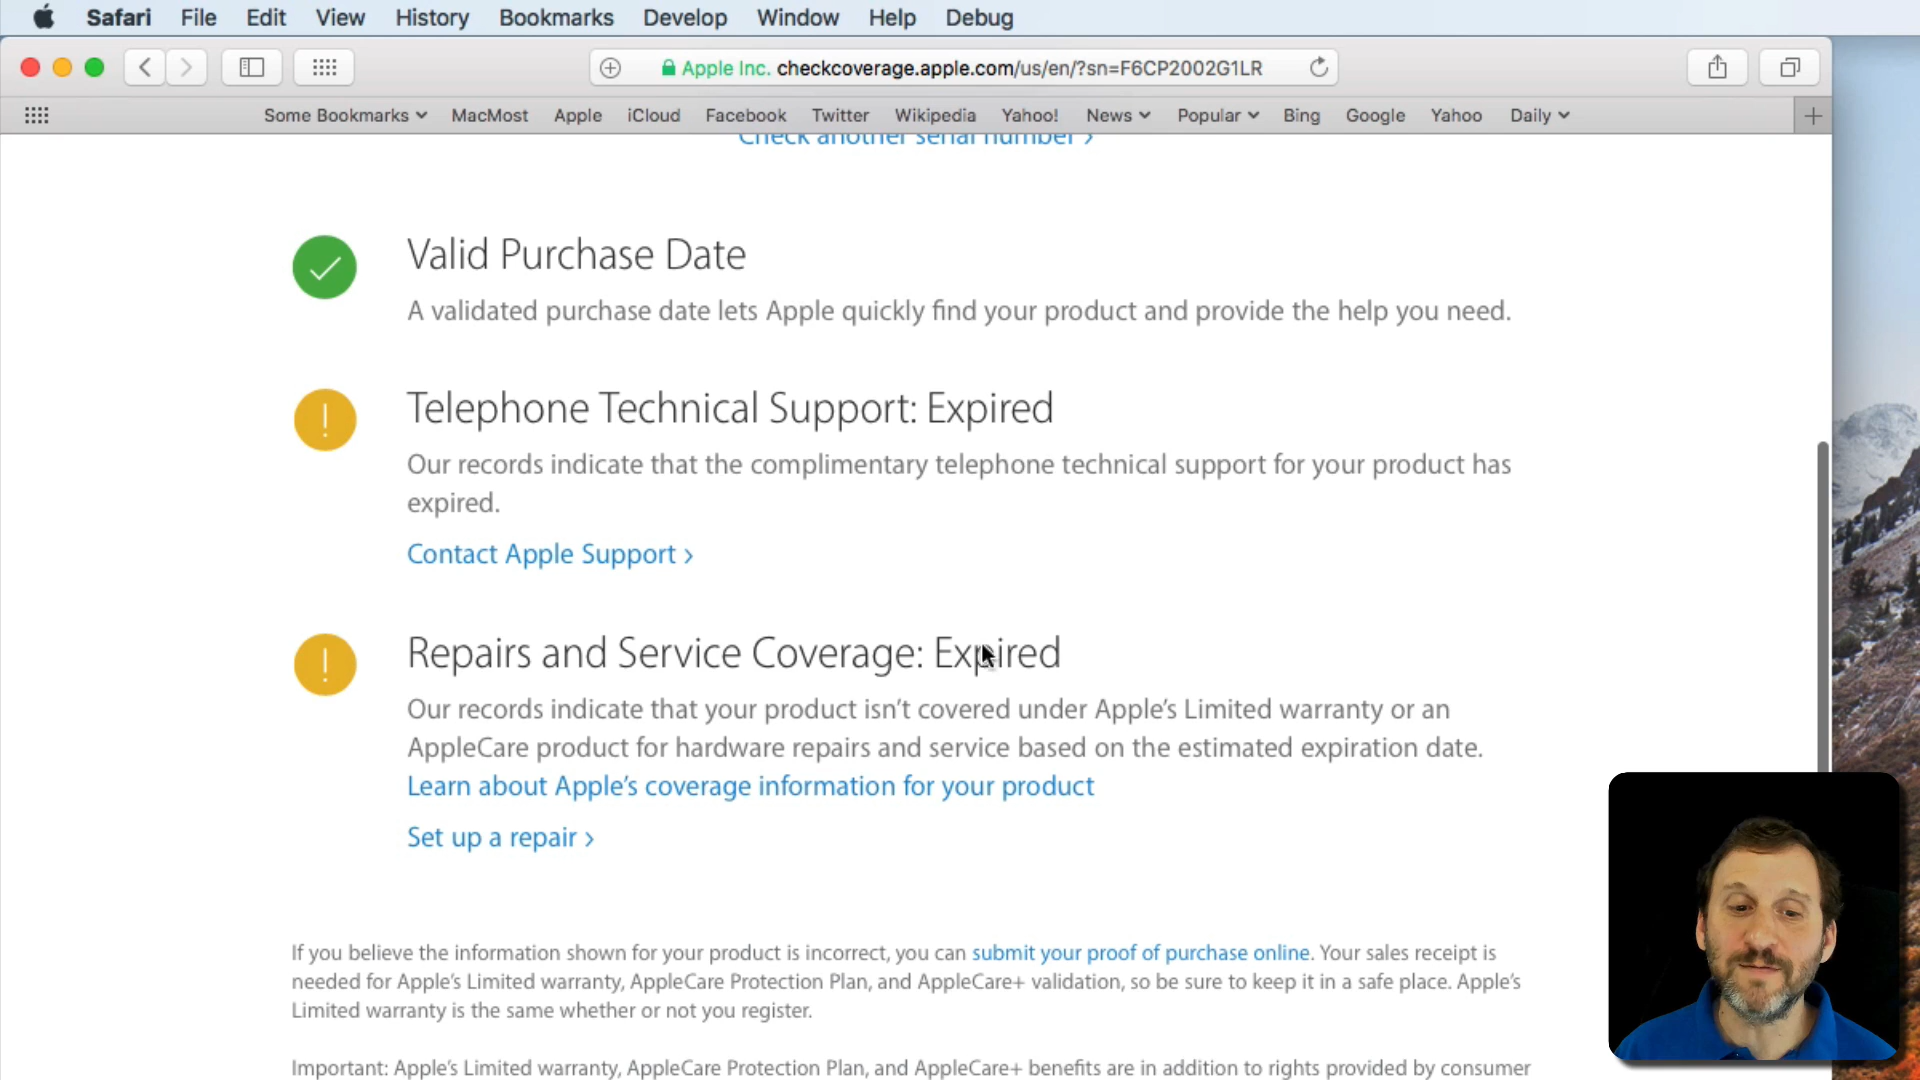 Safari File Edit View History Bookmarks Develop Window Help Debug
Apple Inc. checkcoverage.apple.com/us/en/?sn=F6CP2002G1LR
Some Bookmarks MacMost Apple iCloud Facebook Twitter Wikipedia Yahoo! News Popular Bing Google Yahoo Daily
Check another serial number ›
Valid Purchase Date
A validated purchase date lets Apple quickly find your product and provide the help you need.
Telephone Technical Support: Expired
Our records indicate that the complimentary telephone technical support for your product has
expired.
Contact Apple Support ›
Repairs and Service Coverage: Expired
Our records indicate that your product isn’t covered under Apple’s Limited warranty or an
AppleCare product for hardware repairs and service based on the estimated expiration date.
Learn about Apple’s coverage information for your product
Set up a repair ›
If you believe the information shown for your product is incorrect, you can submit your proof of purchase online. Your sales receipt is
needed for Apple’s Limited warranty, AppleCare Protection Plan, and AppleCare+ validation, so be sure to keep it in a safe place. Apple’s
Limited warranty is the same whether or not you register.
Important: Apple’s Limited warranty, AppleCare Protection Plan, and AppleCare+ benefits are in addition to rights provided by consumer